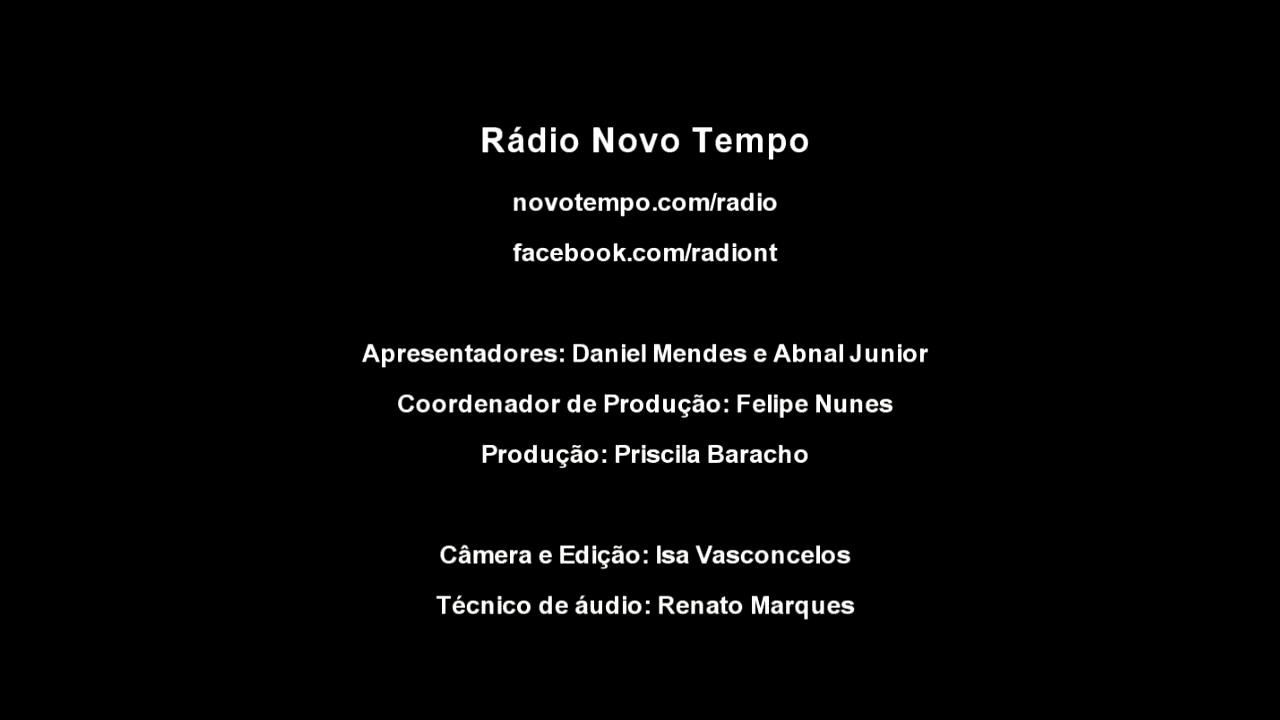 Rádio Novo Tempo
novotempo.com/radio
facebook.com/radiont
Apresentadores: Daniel Mendes e Abnal Junior
Coordenador de Produção: Felipe Nunes
Produção: Priscila Baracho
Câmera e Edição: Isa Vasconcelos
Técnico de áudio: Renato Marques